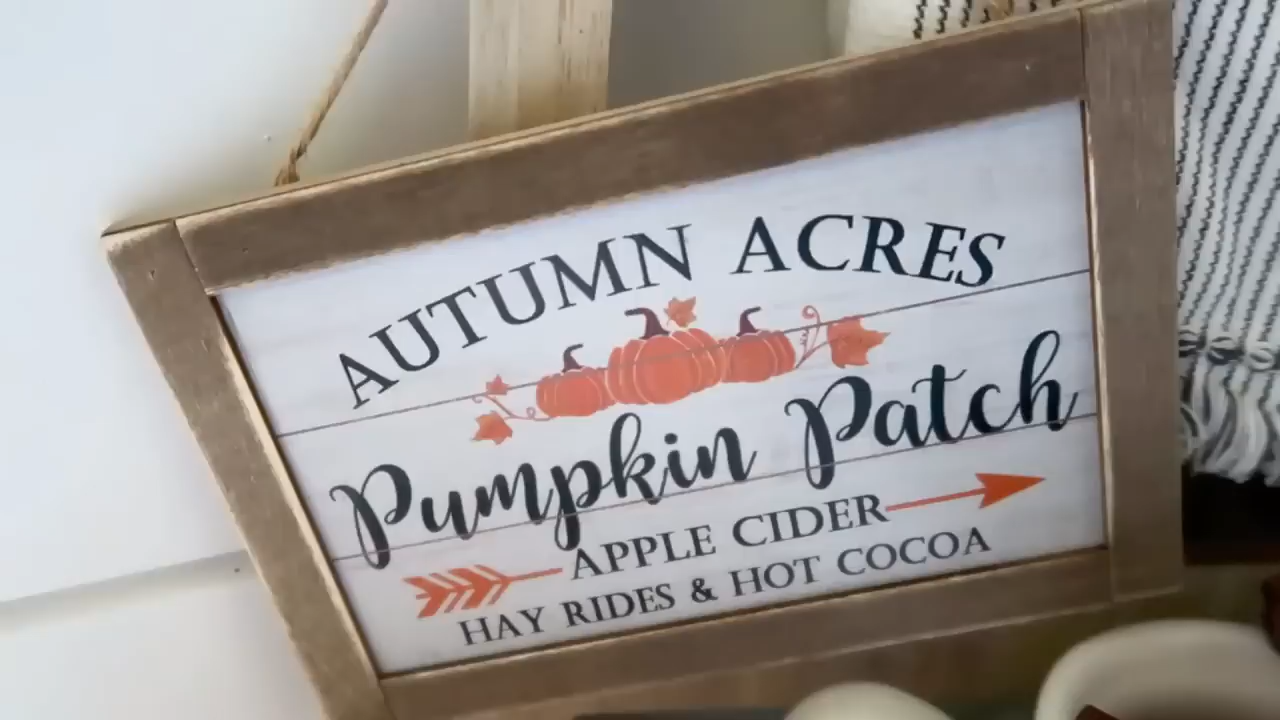 AUTUMN ACRES
Pumpkin Patch
APPLE CIDER
HAY RIDES & HOT COCOA